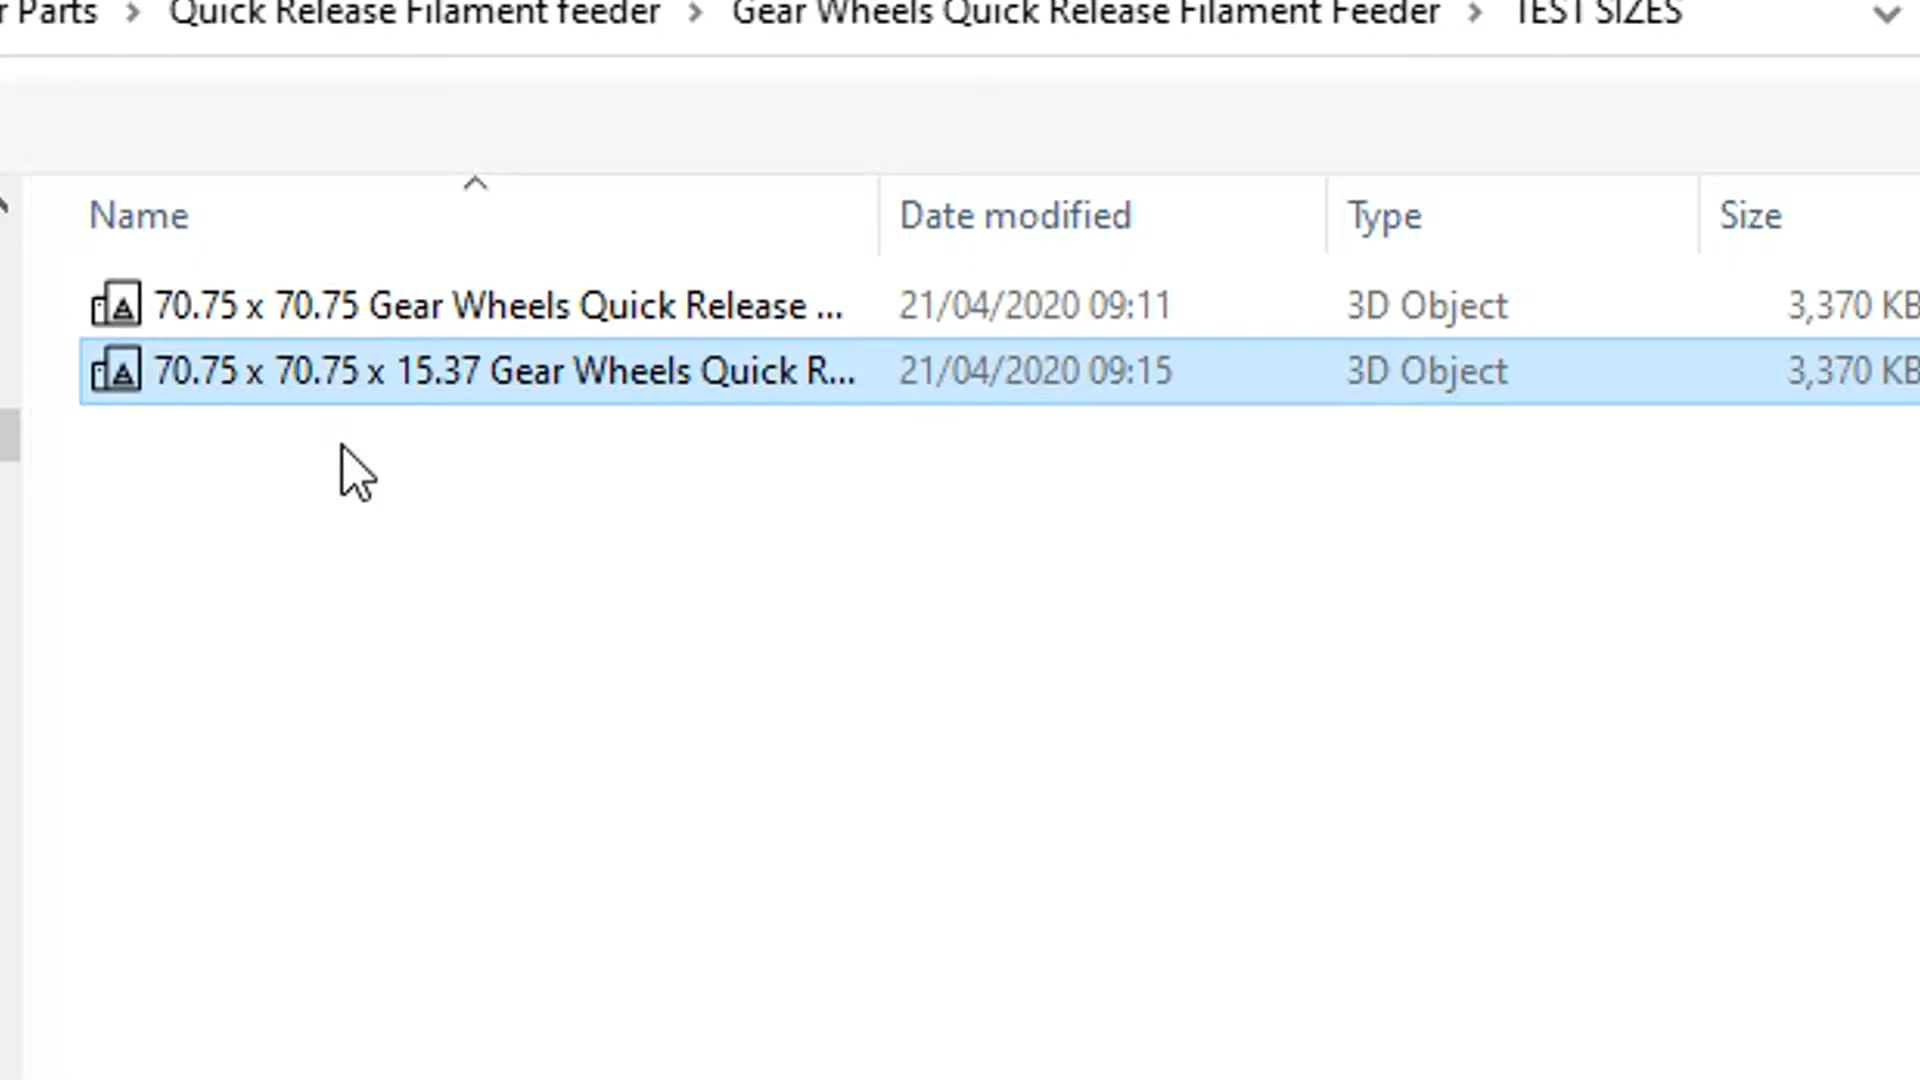 r Parts > Quick Release Filament feeder > Gear Wheels Quick Release Filament Feeder > TEST SIZES
Name Date modified Type Size
70.75 x 70.75 Gear Wheels Quick Release ... 21/04/2020 09:11 3D Object 3,370 KB
70.75 x 70.75 x 15.37 Gear Wheels Quick R... 21/04/2020 09:15 3D Object 3,370 KB